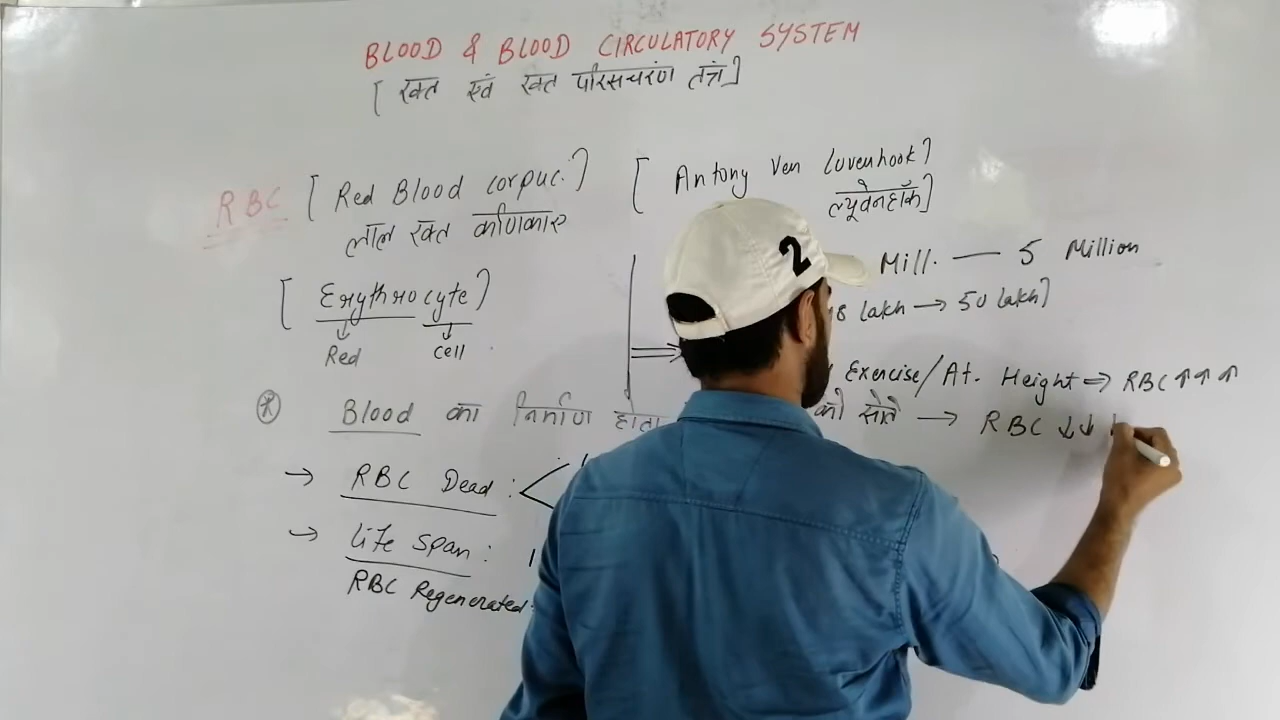 BLOOD & BLOOD CIRCULATORY SYSTEM
[ रक्त एवं रक्त परिसंचरण तंत्र ]
RBC [ Red Blood Corpuc. ]
लाल रक्त कणिकाएं
[ Antony Ven Luvenhook ]
ल्यूवेनहॉक ]
[ Erythrocyte ]
Red
Cell
2
Mill. — 5 Million
lakh → 50 lakh ]
Exercise / At. Height ⇒ RBC ↑↑↑
को सोते → RBC ↓↓
Blood का निर्माण होता
→ RBC Dead :
→ Life Span :
RBC Regenerated :